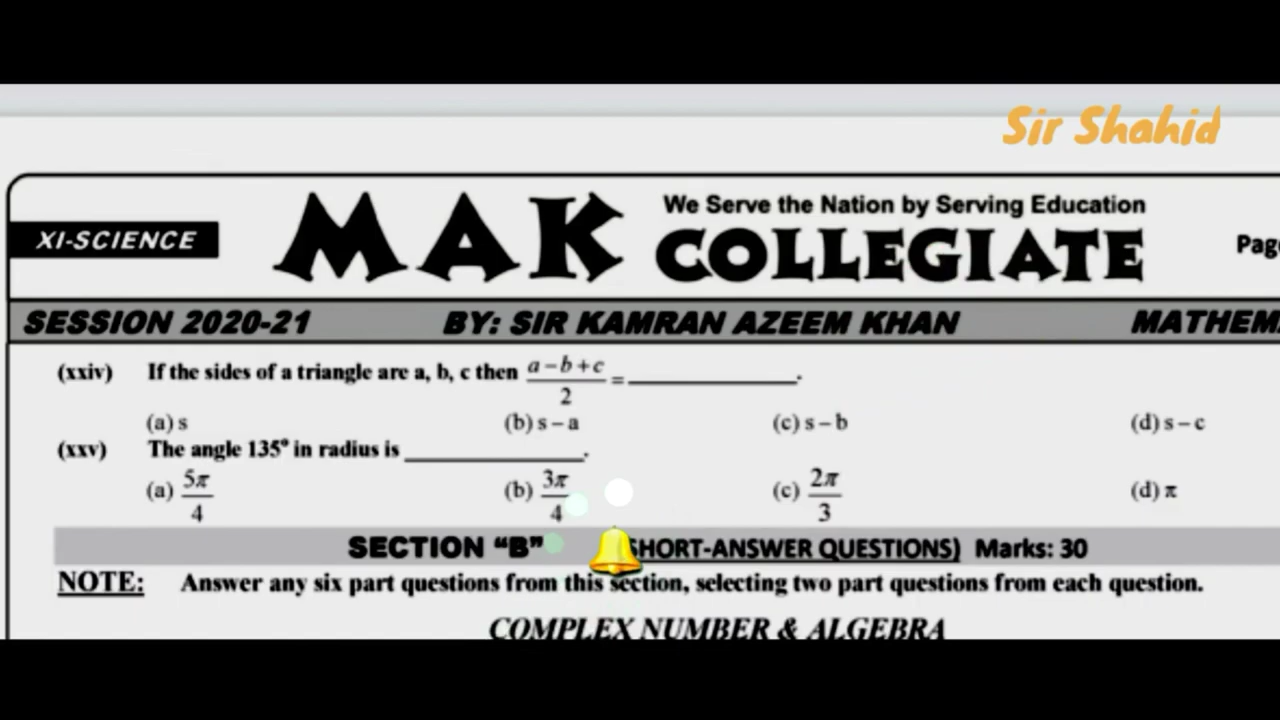 Sir Shahid
We Serve the Nation by Serving Education
XI-SCIENCE MAK COLLEGIATE
SESSION 2020-21 BY: SIR KAMRAN AZEEM KHAN
(xxiv) If the sides of a triangle are a, b, c then (a − b + c)/2 = ____________.
(a) s (b) s – a (c) s – b (d) s – c
(xxv) The angle 135° in radius is ____________.
(a) 5π/4 (b) 3π/4 (c) 2π/3 (d) π
SECTION “B” SHORT-ANSWER QUESTIONS) Marks: 30
NOTE: Answer any six part questions from this section, selecting two part questions from each question.
COMPLEX NUMBER & ALGEBRA